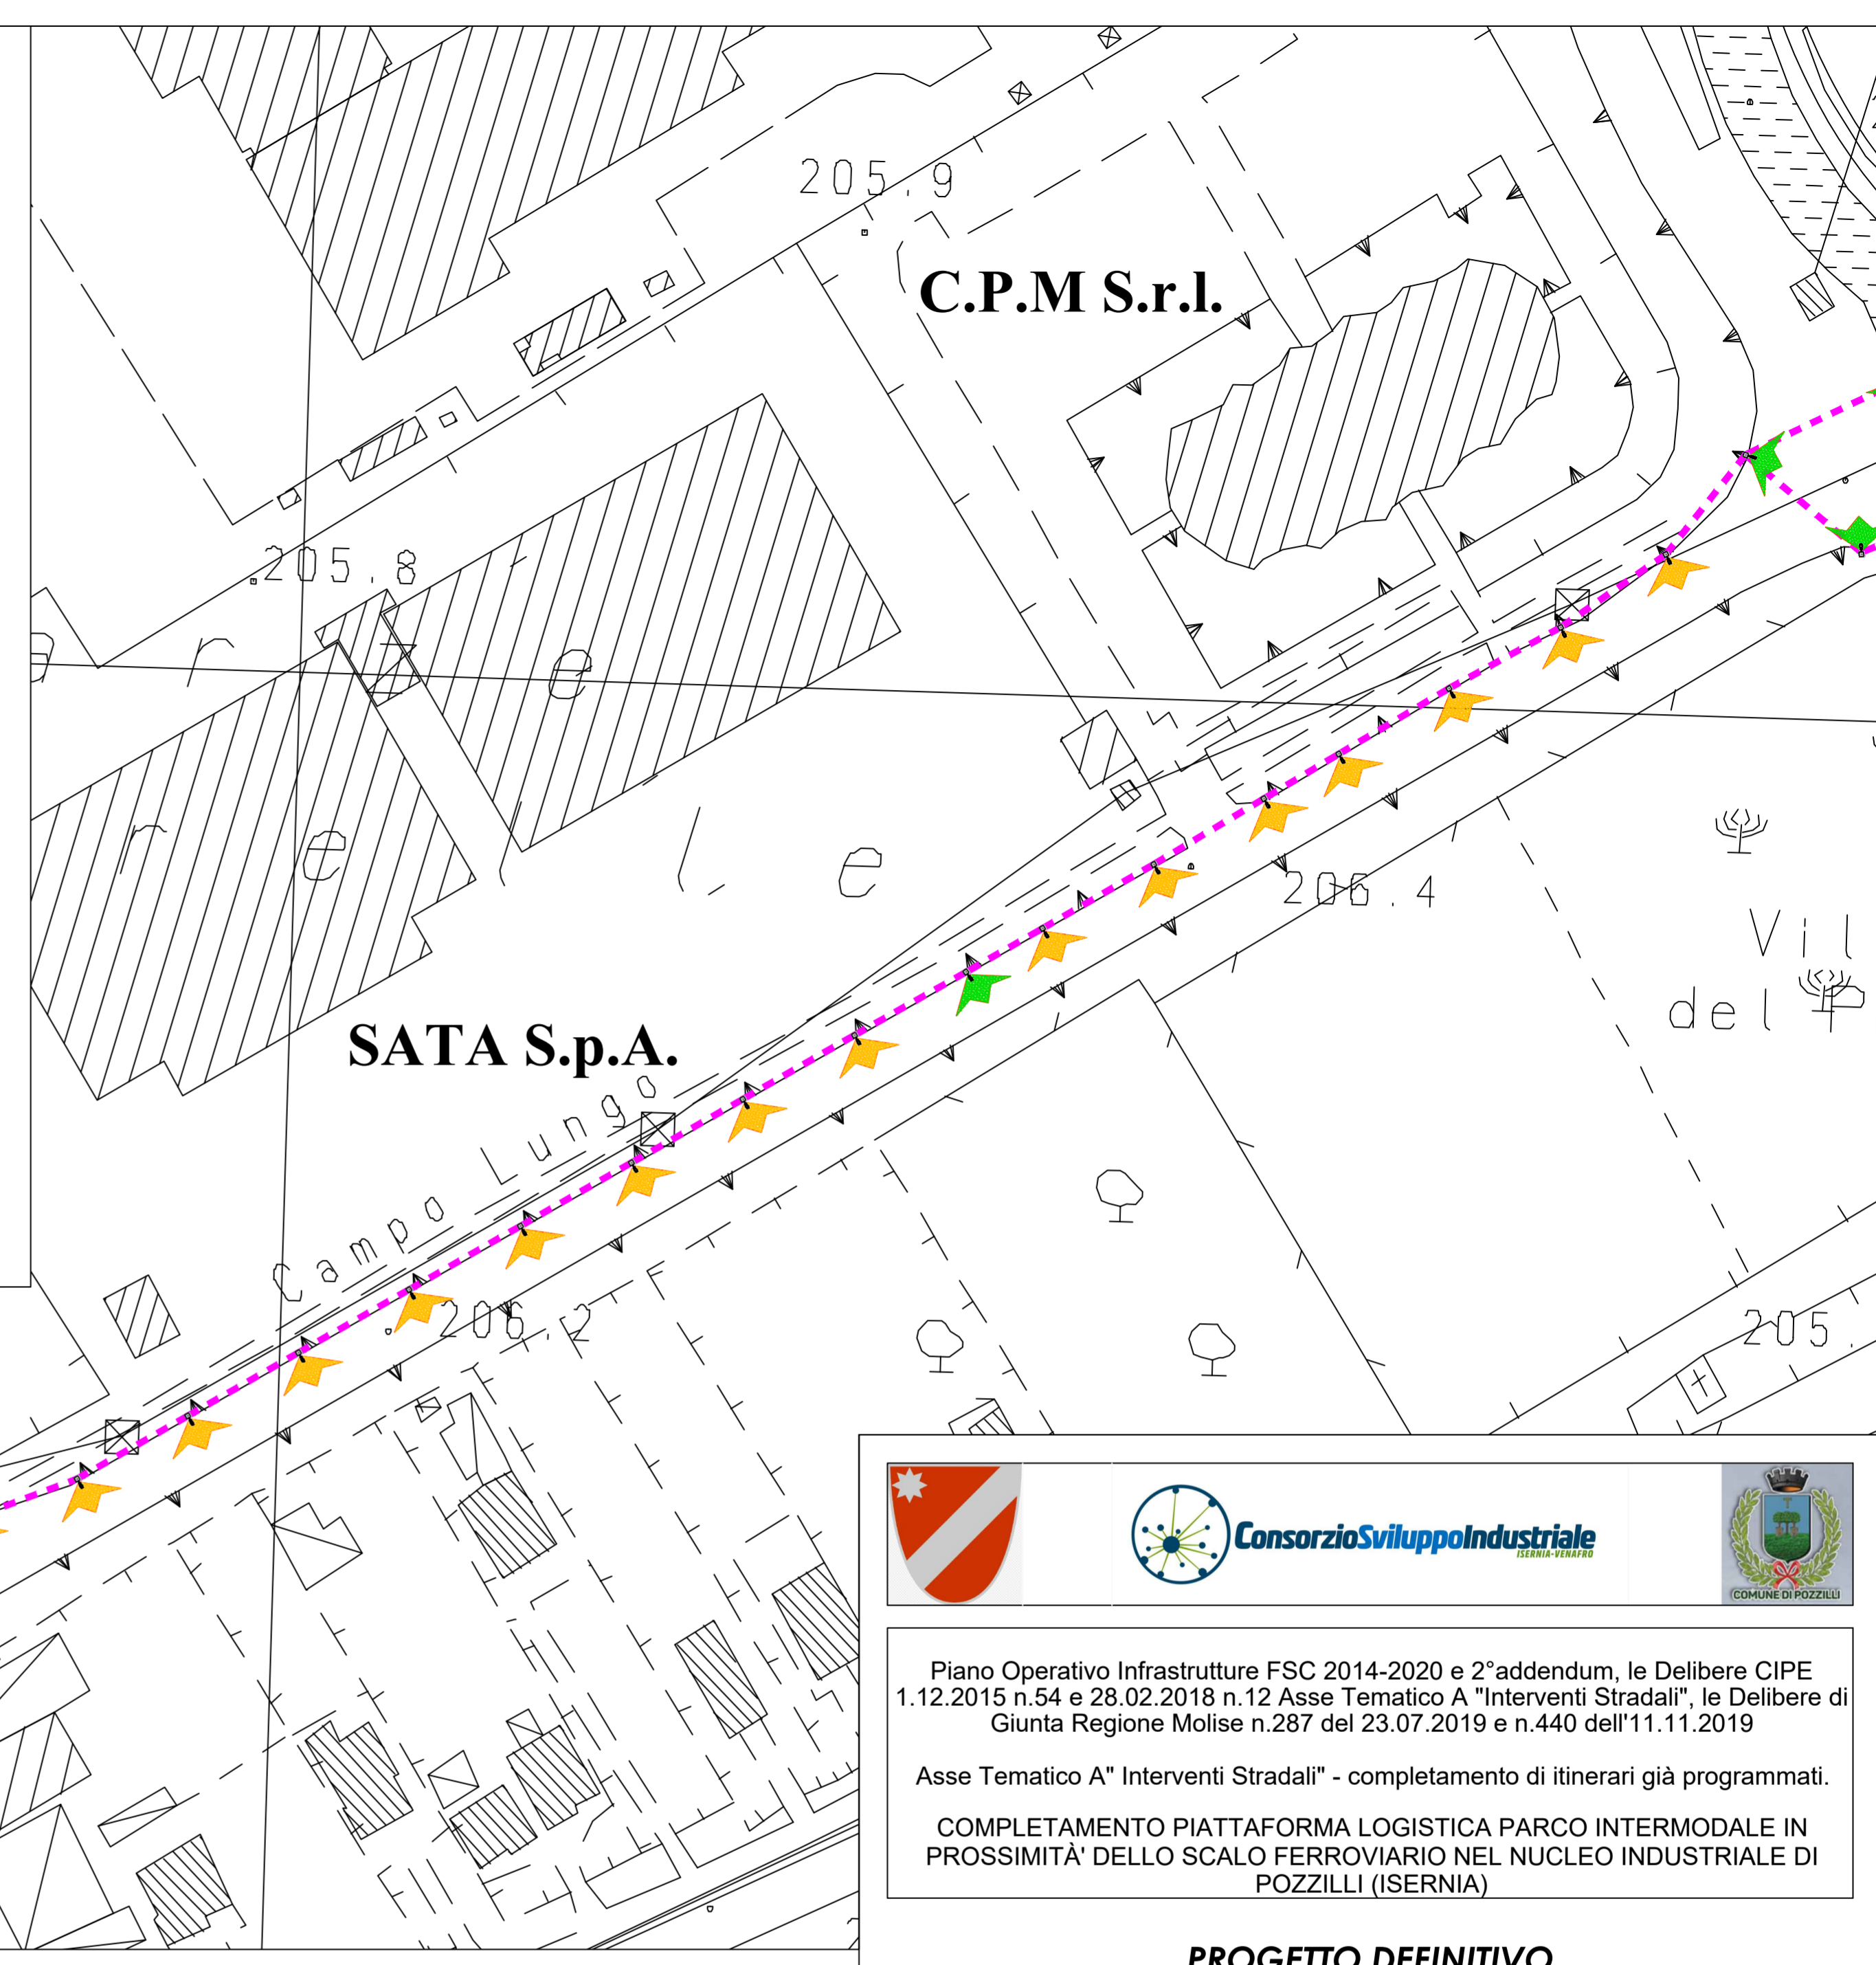 205.9
C.P.M S.r.l.
205.8
e r r e
r e l l e
206.4
Vil
del P
SATA S.p.A.
Campo Lungo
206.2
205.
ConsorzioSviluppoIndustriale
ISERNIA-VENAFRO
COMUNE DI POZZILLI
Piano Operativo Infrastrutture FSC 2014-2020 e 2°addendum, le Delibere CIPE
1.12.2015 n.54 e 28.02.2018 n.12 Asse Tematico A "Interventi Stradali", le Delibere di
Giunta Regione Molise n.287 del 23.07.2019 e n.440 dell'11.11.2019
Asse Tematico A" Interventi Stradali" - completamento di itinerari già programmati.
COMPLETAMENTO PIATTAFORMA LOGISTICA PARCO INTERMODALE IN
PROSSIMITÀ' DELLO SCALO FERROVIARIO NEL NUCLEO INDUSTRIALE DI
POZZILLI (ISERNIA)
PROGETTO DEFINITIVO